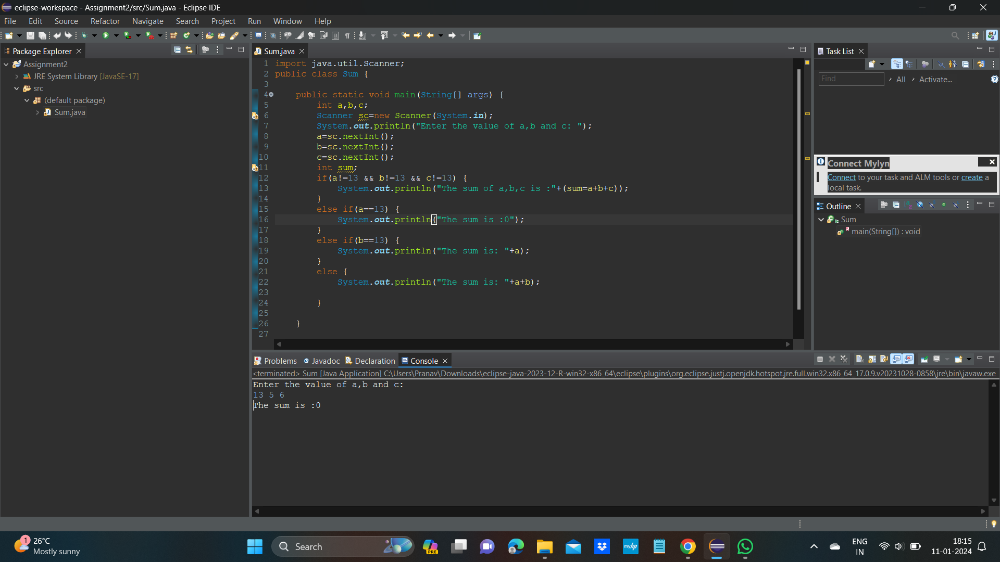 eclipse-workspace - Assignment2/src/Sum.java - Eclipse IDE
File Edit Source Refactor Navigate Search Project Run Window Help
Package Explorer
Assignment2
JRE System Library [JavaSE-17]
src
(default package)
Sum.java
Sum.java
1 import java.util.Scanner;
2 public class Sum {
3
4 public static void main(String[] args) {
5 int a,b,c;
6 Scanner sc=new Scanner(System.in);
7 System.out.println("Enter the value of a,b and c: ");
8 a=sc.nextInt();
9 b=sc.nextInt();
10 c=sc.nextInt();
11 int sum;
12 if(a!=13 && b!=13 && c!=13) {
13 System.out.println("The sum of a,b,c is :"+(sum=a+b+c));
14 }
15 else if(a==13) {
16 System.out.println("The sum is :0");
17 }
18 else if(b==13) {
19 System.out.println("The sum is: "+a);
20 }
21 else {
22 System.out.println("The sum is: "+a+b);
23
24 }
25
26 }
27
Task List
Find All Activate...
Connect Mylyn
Connect to your task and ALM tools or create a
local task.
Outline
Sum
main(String[]) : void
Problems Javadoc Declaration Console
<terminated> Sum [Java Application] C:\Users\Pranav\Downloads\eclipse-java-2023-12-R-win32-x86_64\eclipse\plugins\org.eclipse.justj.openjdk.hotspot.jre.full.win32.x86_64_17.0.9.v20231028-0858\jre\bin\javaw.exe
Enter the value of a,b and c:
13 5 6
The sum is :0
1
26°C
Mostly sunny
Search
PRE
myhp
ENG
IN
18:15
11-01-2024